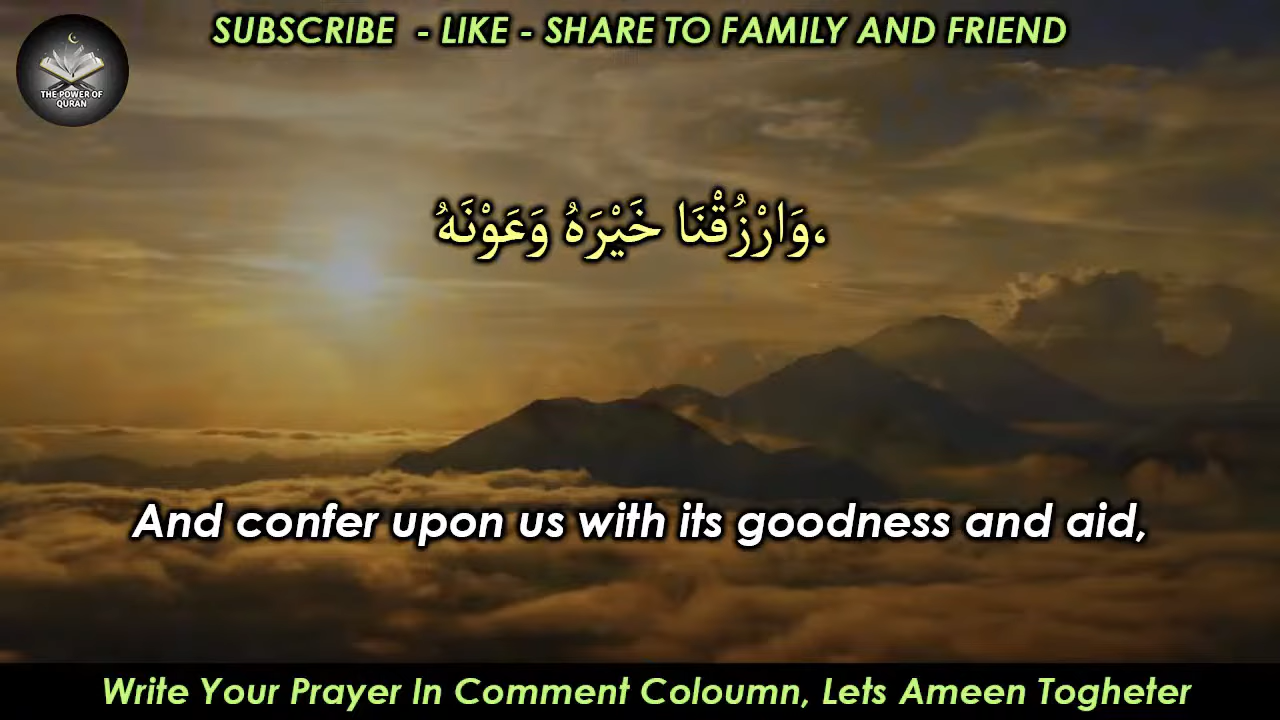 SUBSCRIBE - LIKE - SHARE TO FAMILY AND FRIEND
THE POWER OF
QURAN
وَارْزُقْنَا خَيْرَهُ وَعَوْنَهُ،
And confer upon us with its goodness and aid,
Write Your Prayer In Comment Coloumn, Lets Ameen Togheter